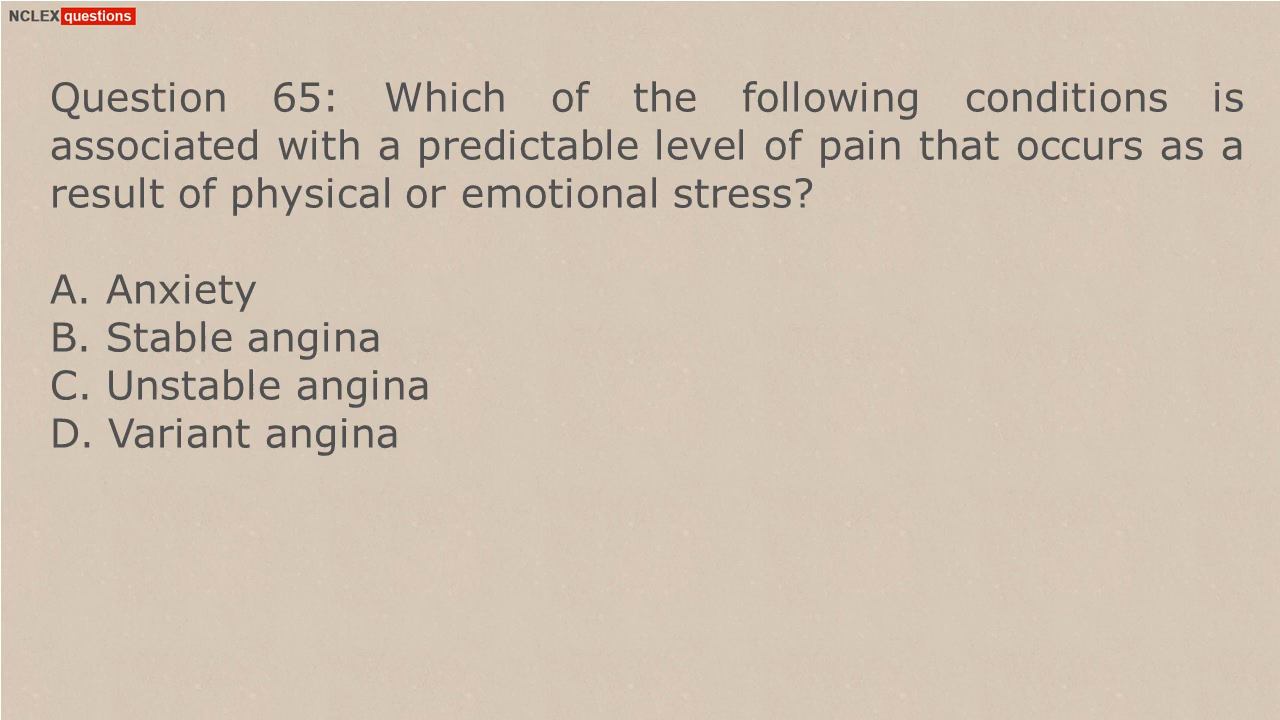 NCLEX questions
Question 65: Which of the following conditions is
associated with a predictable level of pain that occurs as a
result of physical or emotional stress?
A. Anxiety
B. Stable angina
C. Unstable angina
D. Variant angina